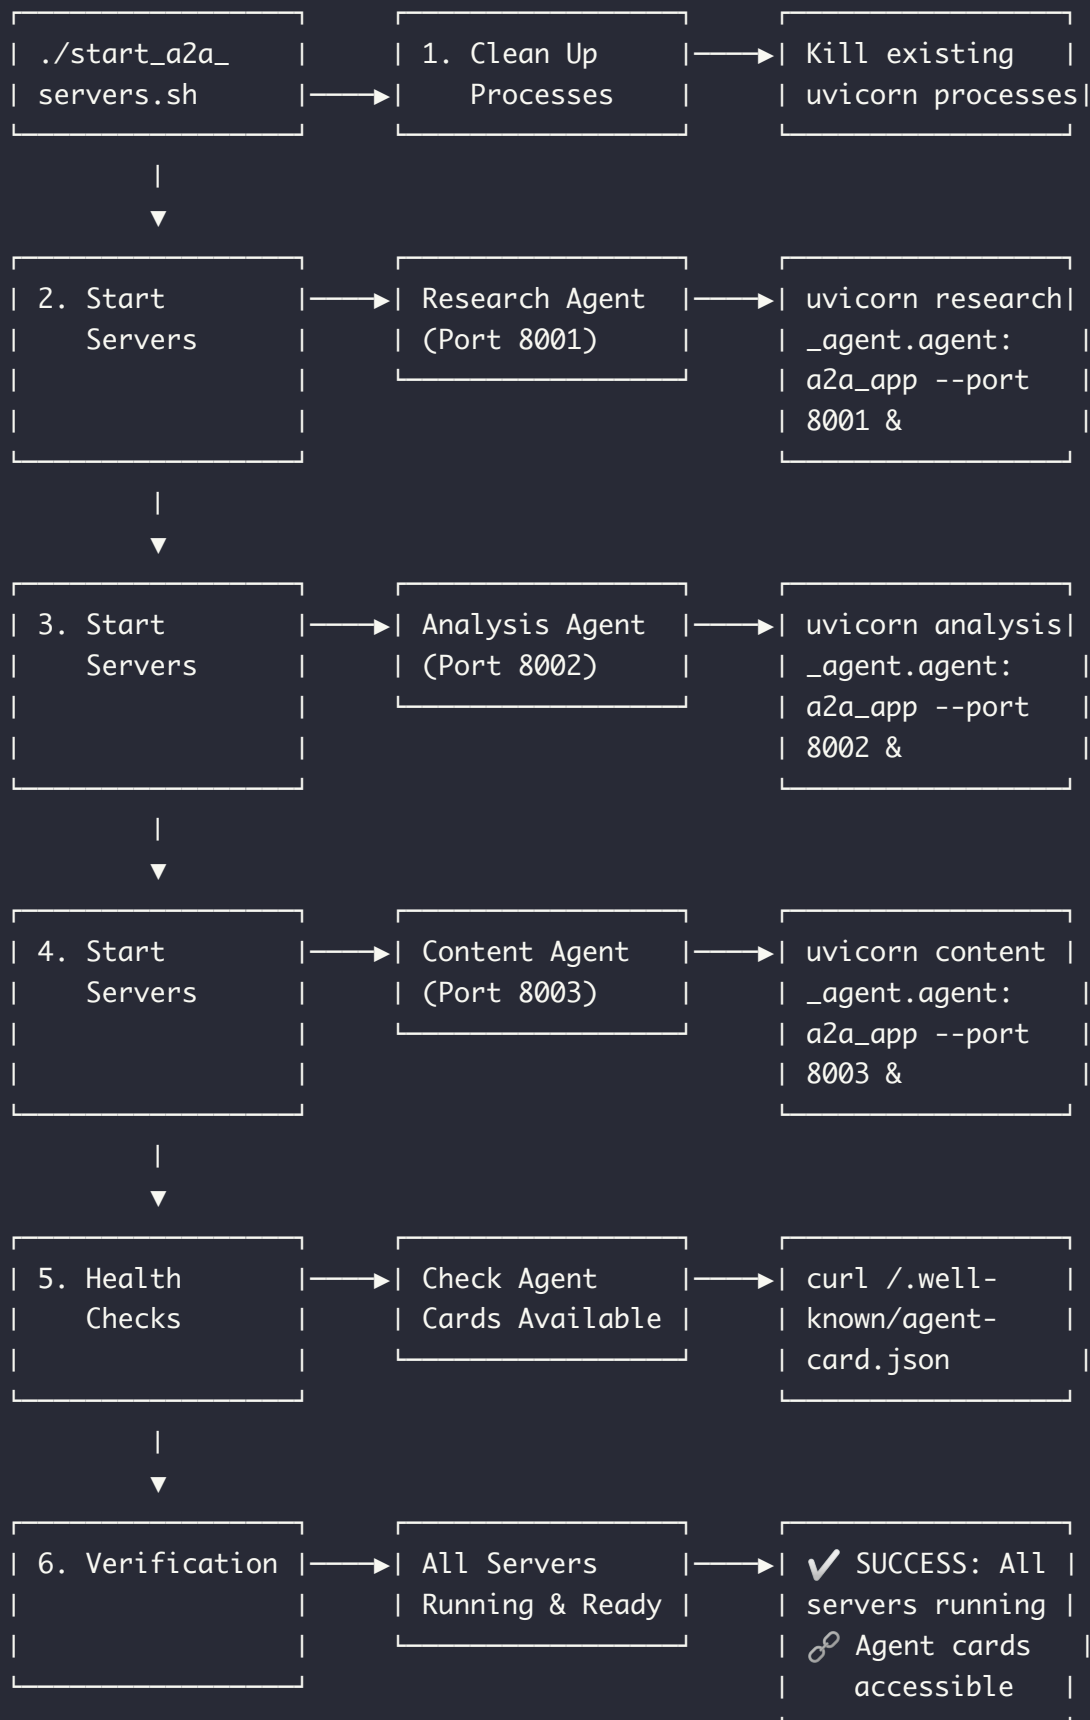 ./start_a2a_
servers.sh
1. Clean Up
Processes
Kill existing
uvicorn processes
2. Start
Servers
Research Agent
(Port 8001)
uvicorn research
_agent.agent:
a2a_app --port
8001 &
3. Start
Servers
Analysis Agent
(Port 8002)
uvicorn analysis
_agent.agent:
a2a_app --port
8002 &
4. Start
Servers
Content Agent
(Port 8003)
uvicorn content
_agent.agent:
a2a_app --port
8003 &
5. Health
Checks
Check Agent
Cards Available
curl /.well-
known/agent-
card.json
6. Verification
All Servers
Running & Ready
✔ SUCCESS: All
servers running
🔗 Agent cards
accessible